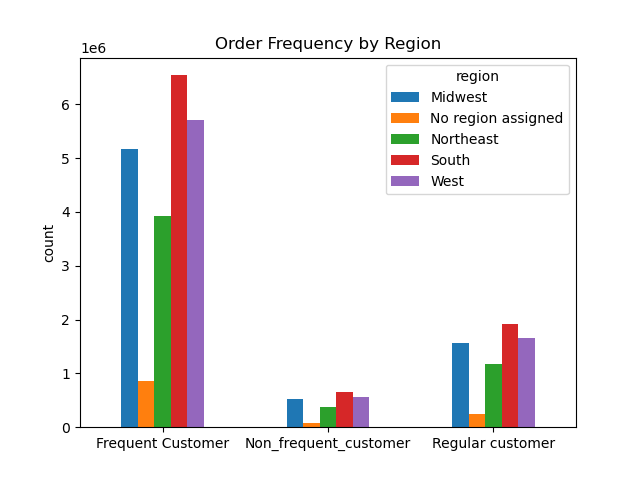 Order Frequency by Region
1e6
region
Midwest
No region assigned
Northeast
South
West
6
5
4
3
2
1
0
count
Frequent Customer
Non_frequent_customer
Regular customer